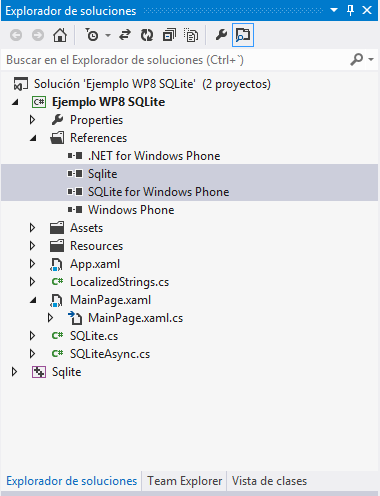 Explorador de soluciones
Buscar en el Explorador de soluciones (Ctrl+`)
Solución 'Ejemplo WP8 SQLite' (2 proyectos)
C# Ejemplo WP8 SQLite
Properties
References
.NET for Windows Phone
Sqlite
SQLite for Windows Phone
Windows Phone
Assets
Resources
App.xaml
C# LocalizedStrings.cs
MainPage.xaml
MainPage.xaml.cs
C# SQLite.cs
C# SQLiteAsync.cs
Sqlite
Explorador de soluciones Team Explorer Vista de clases